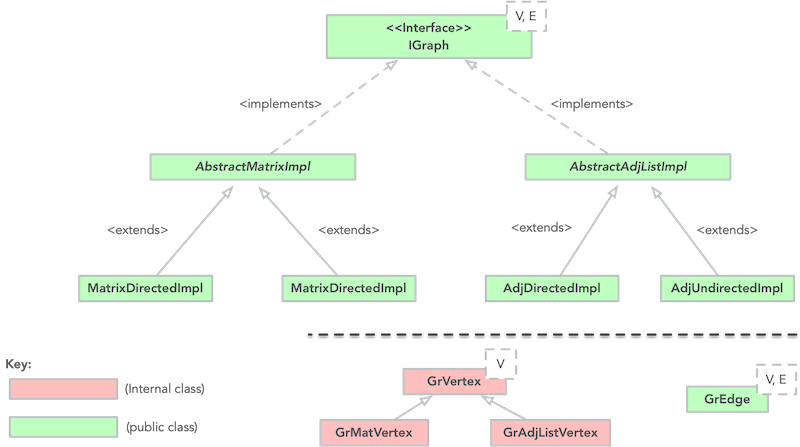 V, E
<<Interface>>
IGraph
<implements>
<implements>
AbstractMatrixImpl
AbstractAdjListImpl
<extends>
<extends>
<extends>
<extends>
MatrixDirectedImpl
MatrixDirectedImpl
AdjDirectedImpl
AdjUndirectedImpl
Key:
V
GrVertex
V, E
(Internal class)
GrEdge
(public class)
GrMatVertex
GrAdjListVertex